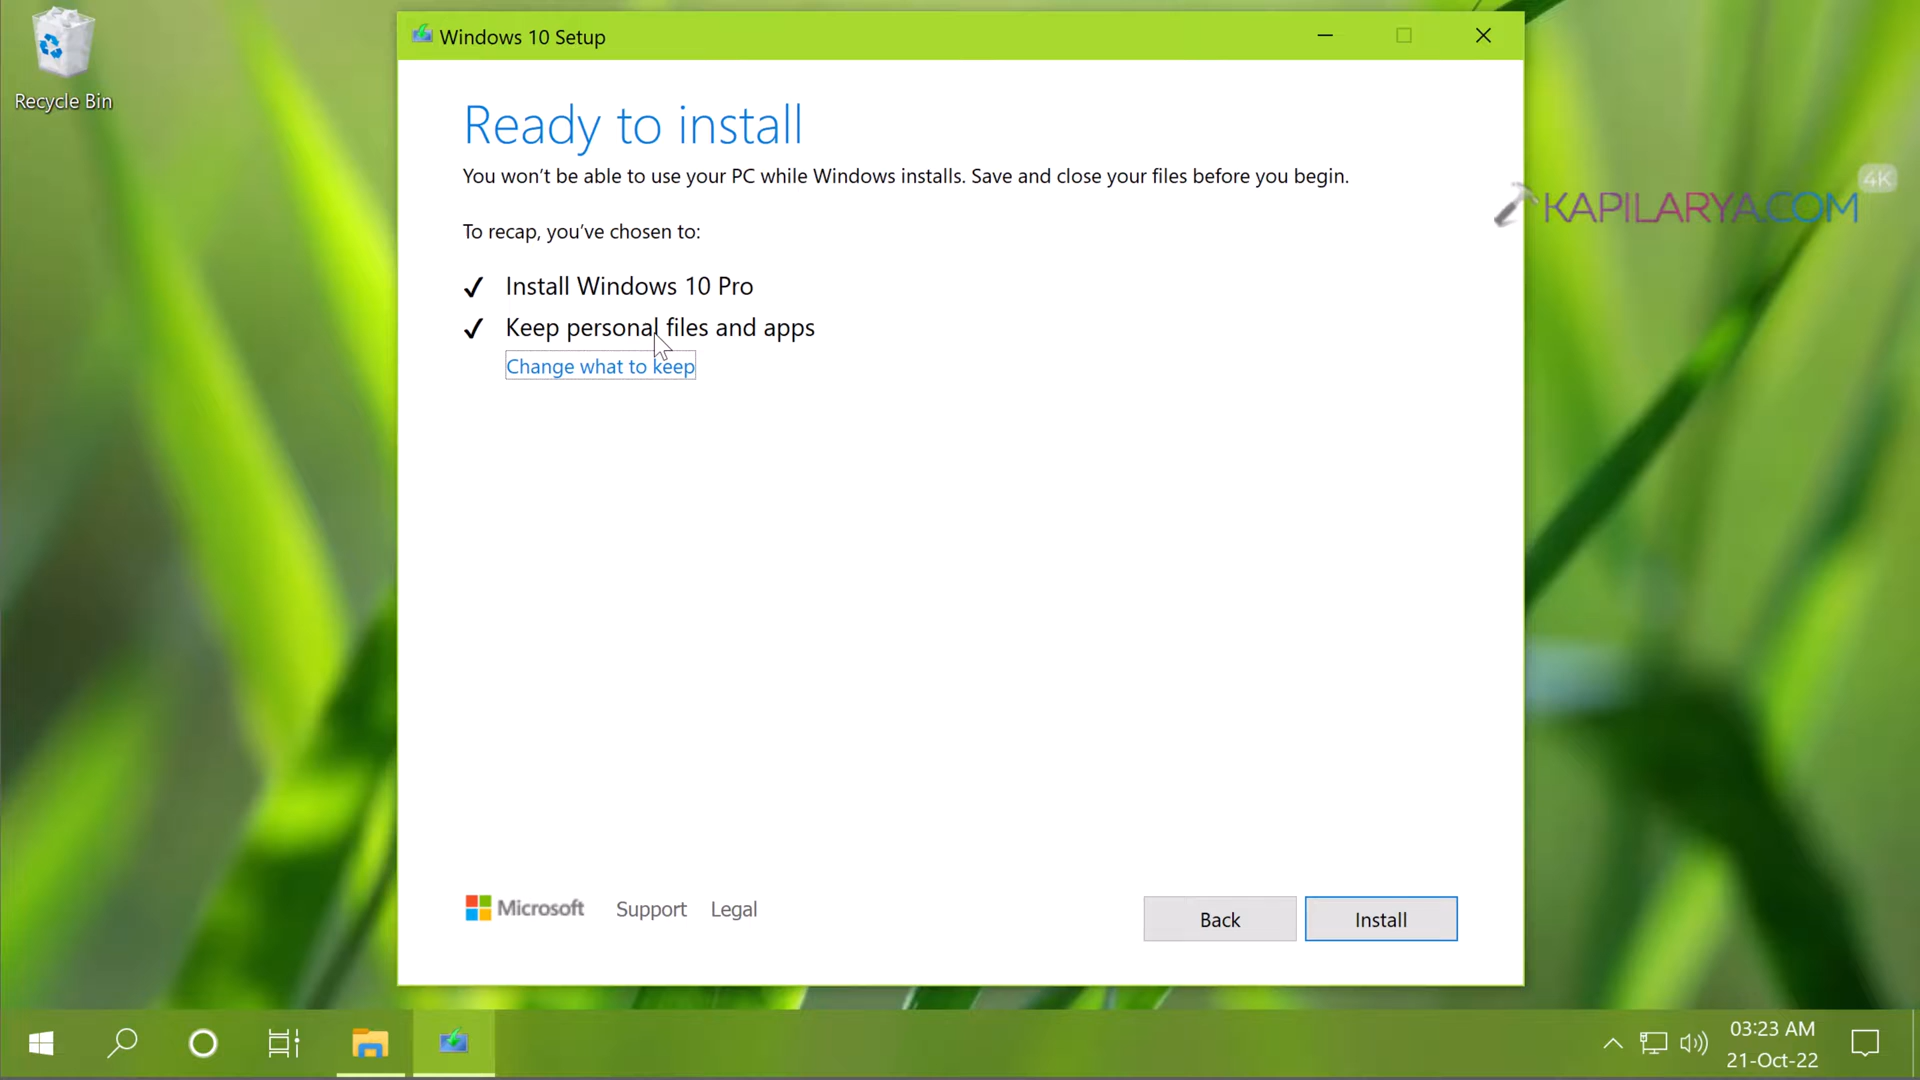 Recycle Bin
Windows 10 Setup
Ready to install
You won't be able to use your PC while Windows installs. Save and close your files before you begin.
To recap, you've chosen to:
Install Windows 10 Pro
Keep personal files and apps
Change what to keep
4K
KAPILARYA.COM
Microsoft
Support
Legal
Back
Install
03:23 AM
21-Oct-22